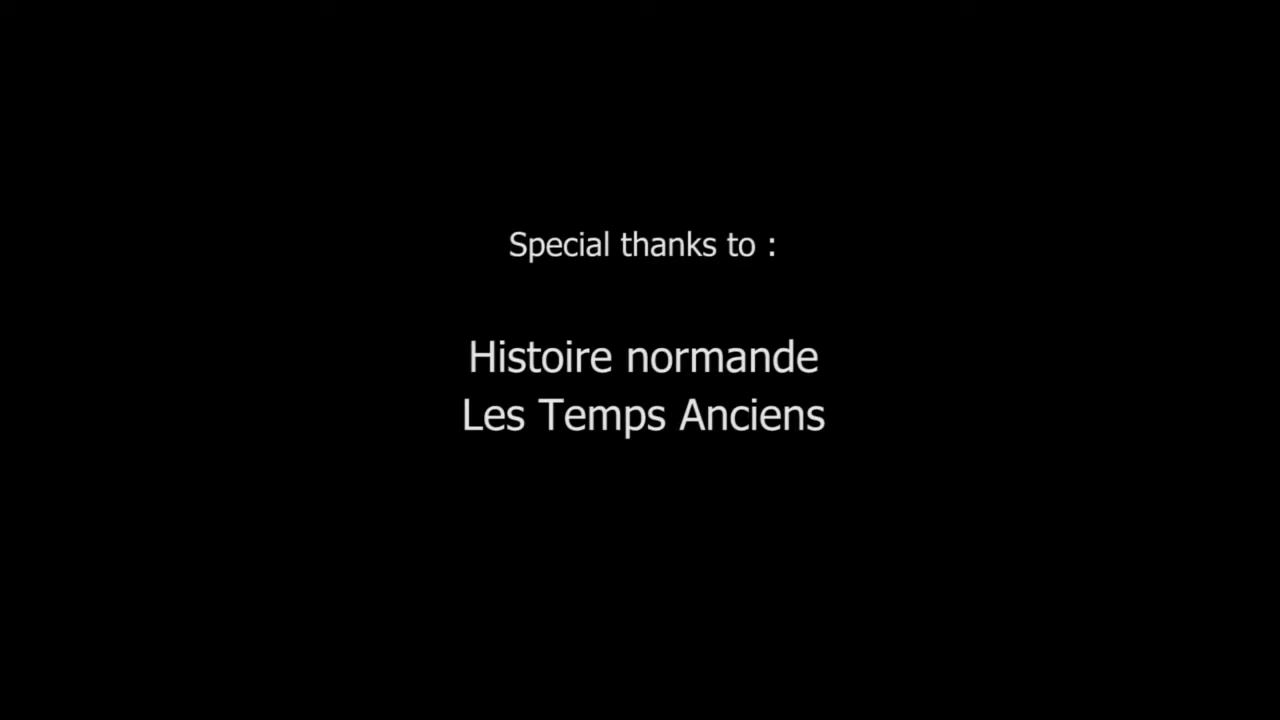 Special thanks to :
Histoire normande
Les Temps Anciens